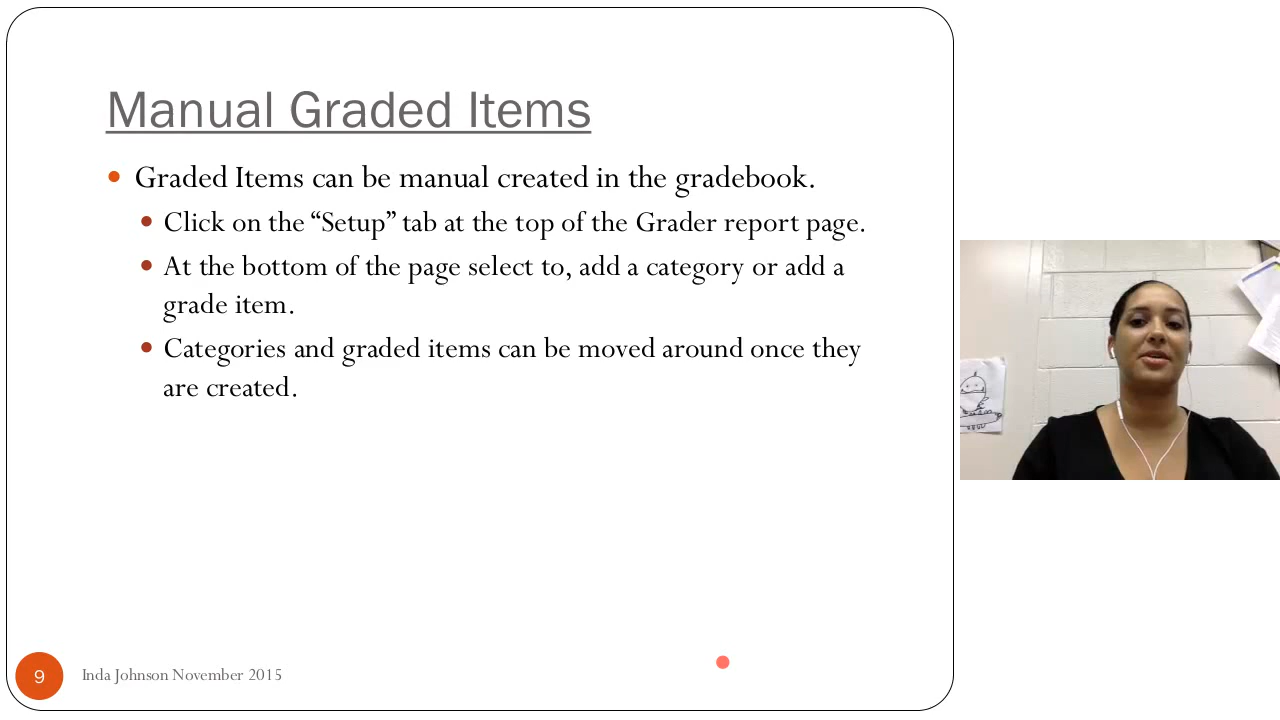 Manual Graded Items
Graded Items can be manual created in the gradebook.
Click on the “Setup” tab at the top of the Grader report page.
At the bottom of the page select to, add a category or add a
grade item.
Categories and graded items can be moved around once they
are created.
9
Inda Johnson November 2015